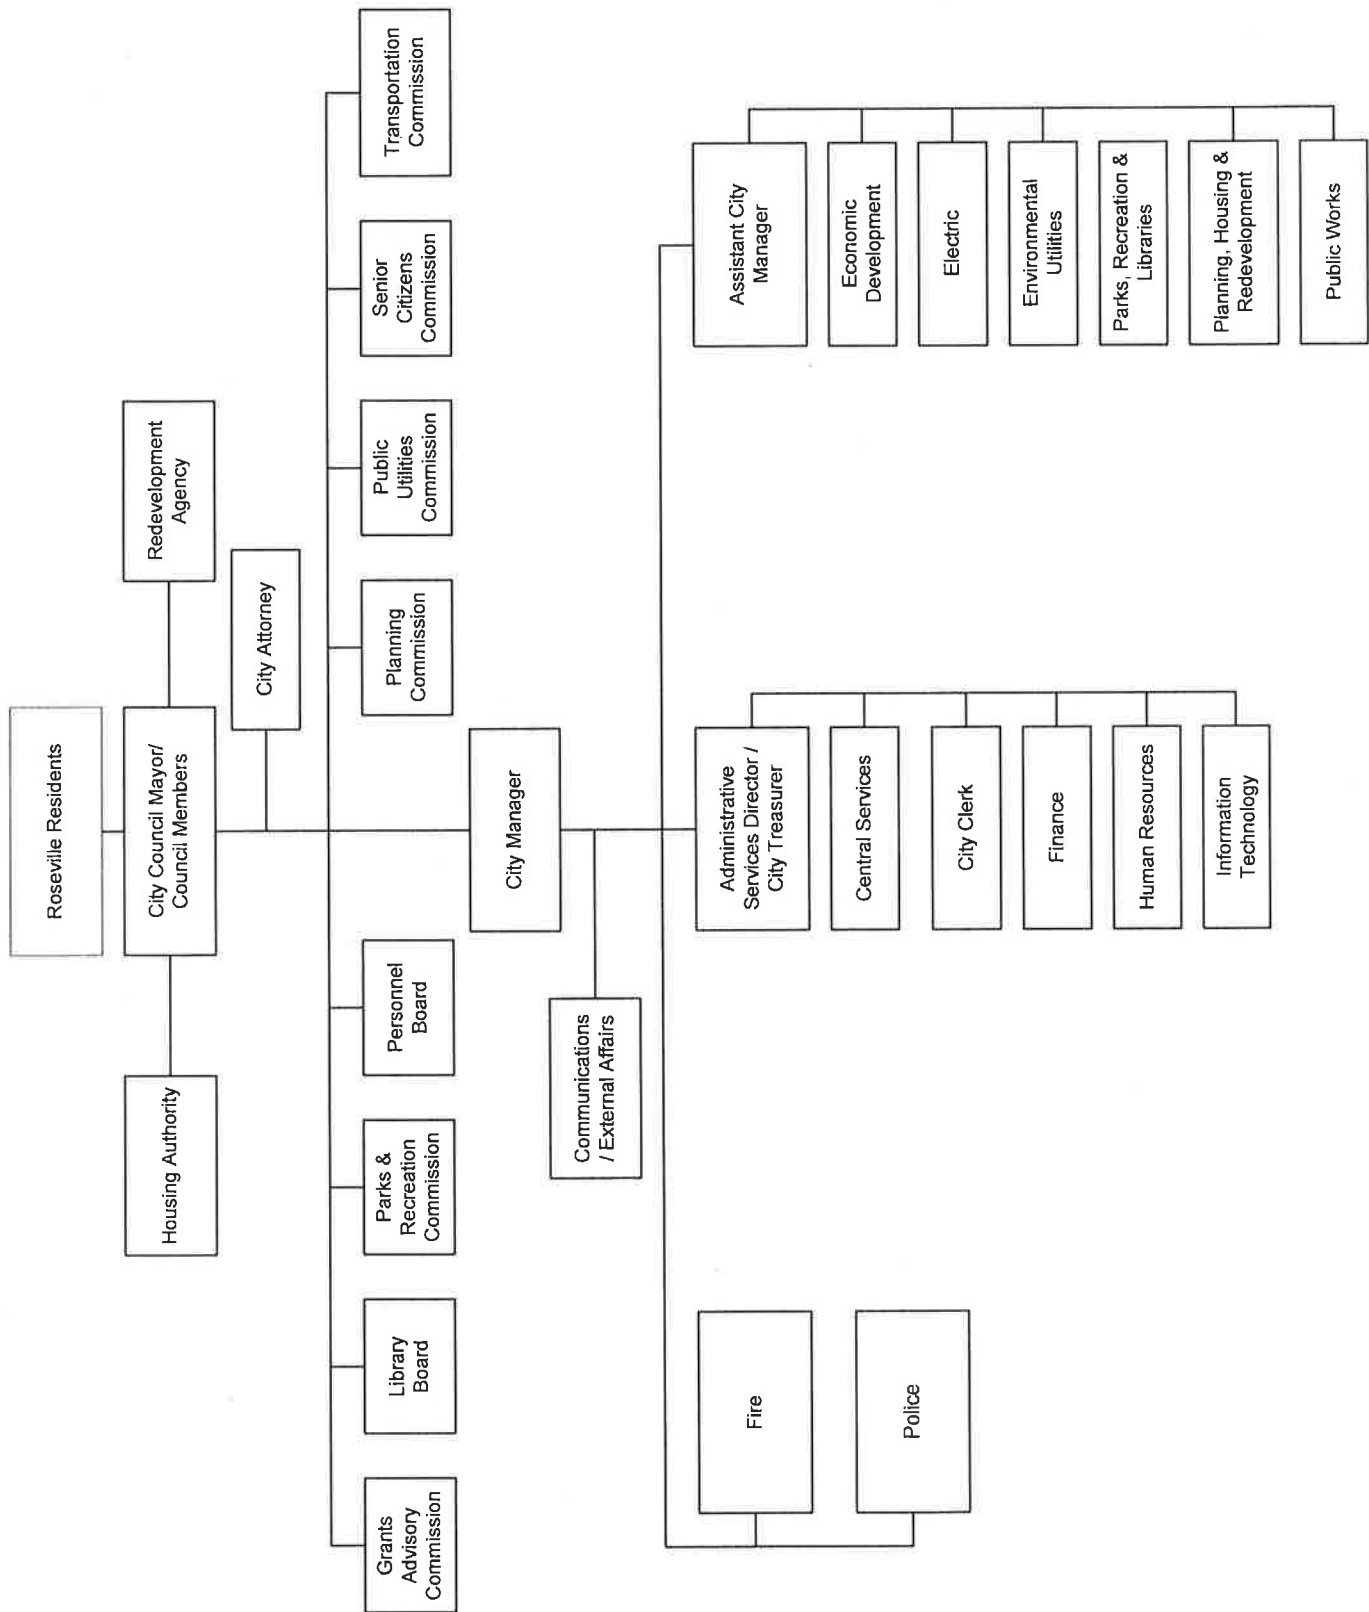 Roseville Residents
Housing Authority
City Council Mayor/
Council Members
Redevelopment
Agency
City Attorney
Grants
Advisory
Commission
Library
Board
Parks &
Recreation
Commission
Personnel
Board
Planning
Commission
Public
Utilities
Commission
Senior
Citizens
Commission
Transportation
Commission
City Manager
Communications
/ External Affairs
Fire
Police
Administrative
Services Director /
City Treasurer
Central Services
City Clerk
Finance
Human Resources
Information
Technology
Assistant City
Manager
Economic
Development
Electric
Environmental
Utilities
Parks, Recreation &
Libraries
Planning, Housing &
Redevelopment
Public Works